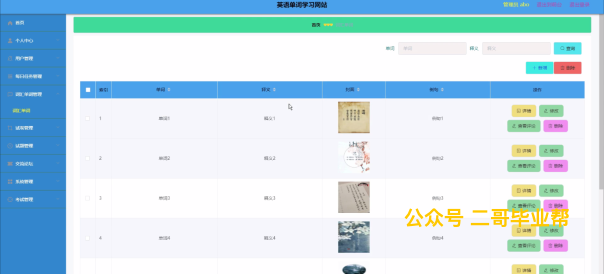 英语单词学习网站
管理员 abo
首页
首页
个人中心
用户管理
每日任务管理
词汇单词管理
词汇单词
试卷管理
试题管理
交流论坛
系统管理
考试管理
单词 单词 释义 释义 查询
新增 删除
索引 单词 释义 封面 例句 操作
1 单词1 释义1 例句1 详情 修改
查看评论 删除
2 单词2 释义2 例句2 详情 修改
查看评论 删除
3 单词3 释义3 例句3 详情 修改
查看评论 删除
公众号 二哥毕业帮
4 单词4 释义4 例句4 详情 修改
查看评论 删除
详情 修改